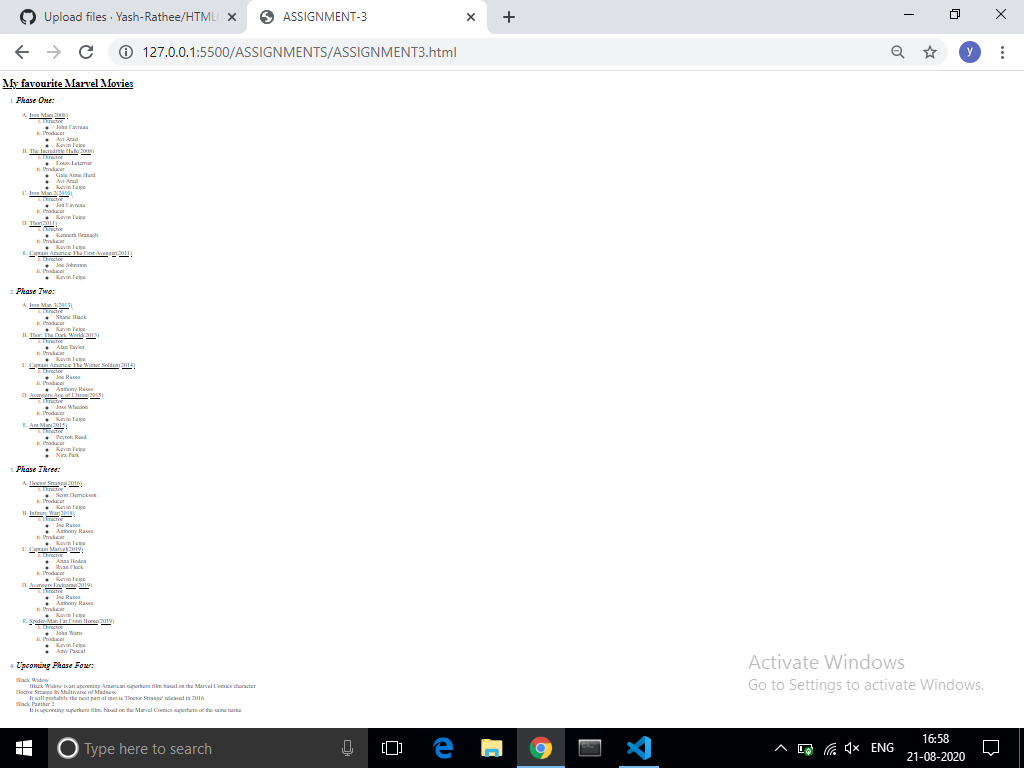 Upload files · Yash-Rathee/HTML
ASSIGNMENT-3
127.0.0.1:5500/ASSIGNMENTS/ASSIGNMENT3.html
y
My favourite Marvel Movies
1. Phase One:
A. Iron Man(2008)
i. Director
John Favreau
ii. Producer
Avi Arad
Kevin Feige
B. The Incredible Hulk(2008)
i. Director
Louis Leterrier
ii. Producer
Gale Anne Hurd
Avi Arad
Kevin Feige
C. Iron Man 2(2010)
i. Director
Jon Favreau
ii. Producer
Kevin Feige
D. Thor(2011)
i. Director
Kenneth Branagh
ii. Producer
Kevin Feige
E. Captain America: The First Avenger(2011)
i. Director
Joe Johnston
ii. Producer
Kevin Feige
2. Phase Two:
A. Iron Man 3(2013)
i. Director
Shane Black
ii. Producer
Kevin Feige
B. Thor: The Dark World(2013)
i. Director
Alan Taylor
ii. Producer
Kevin Feige
C. Captain America: The Winter Soldier(2014)
i. Director
Joe Russo
ii. Producer
Anthony Russo
D. Avengers:Age of Ultron(2015)
i. Director
Joss Whedon
ii. Producer
Kevin Feige
E. Ant Man(2015)
i. Director
Peyton Reed
ii. Producer
Kevin Feige
Nira Park
3. Phase Three:
A. Doctor Strange(2016)
i. Director
Scott Derrickson
ii. Producer
Kevin Feige
B. Infinity War(2018)
i. Director
Joe Russo
Anthony Russo
ii. Producer
Kevin Feige
C. Captain Marvel(2019)
i. Director
Anna Boden
Ryan Fleck
ii. Producer
Kevin Feige
D. Avengers Endgame(2019)
i. Director
Joe Russo
Anthony Russo
ii. Producer
Kevin Feige
E. Spider-Man Far From Home(2019)
i. Director
John Watts
ii. Producer
Kevin Feige
Amy Pascal
4. Upcoming Phase Four:
Black Widow
Black Widow is an upcoming American superhero film based on the Marvel Comics character
Doctor Strange In Multiverse of Madness
It will probabily the next part of movie 'Doctor Strange' released in 2016.
Black Panther 2
It is upcoming superhero film, based on the Marvel Comics superhero of the same name.
Activate Windows
Go to Settings to activate Windows.
Type here to search
ENG
16:58
21-08-2020